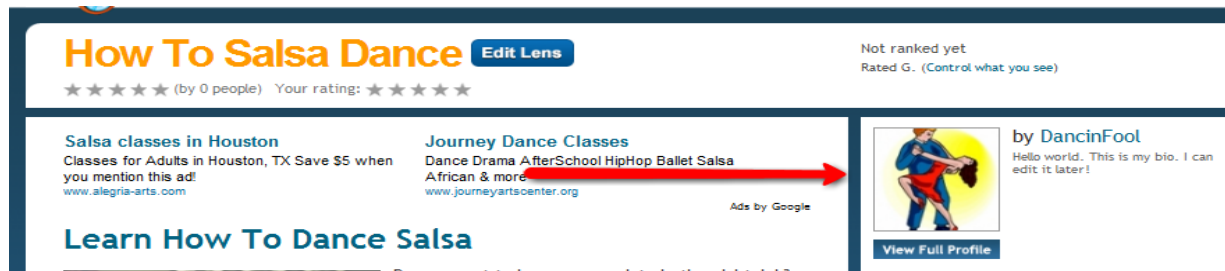 How To Salsa Dance Edit Lens
(by 0 people) Your rating:
Not ranked yet
Rated G. (Control what you see)
Salsa classes in Houston
Classes for Adults in Houston, TX Save $5 when
you mention this ad!
www.alegria-arts.com
Journey Dance Classes
Dance Drama AfterSchool HipHop Ballet Salsa
African & more
www.journeyartscenter.org
Ads by Google
Learn How To Dance Salsa
by DancinFool
Hello world. This is my bio. I can
edit it later!
View Full Profile